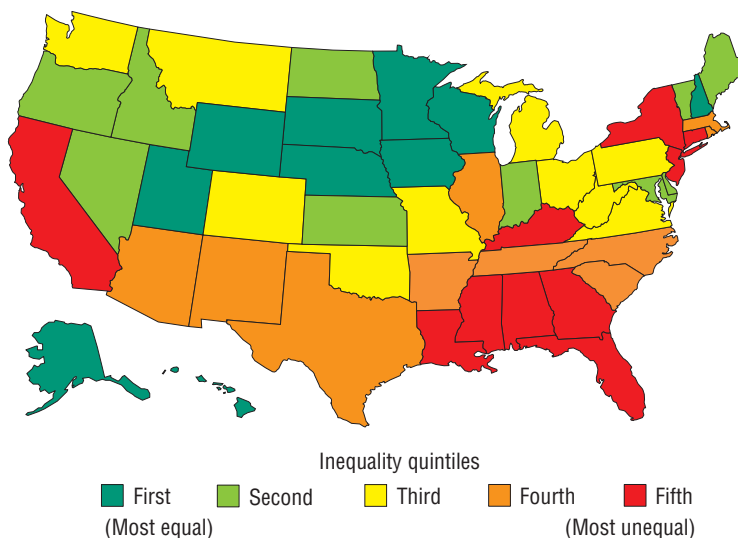 Inequality quintiles
First Second Third Fourth Fifth
(Most equal) (Most unequal)